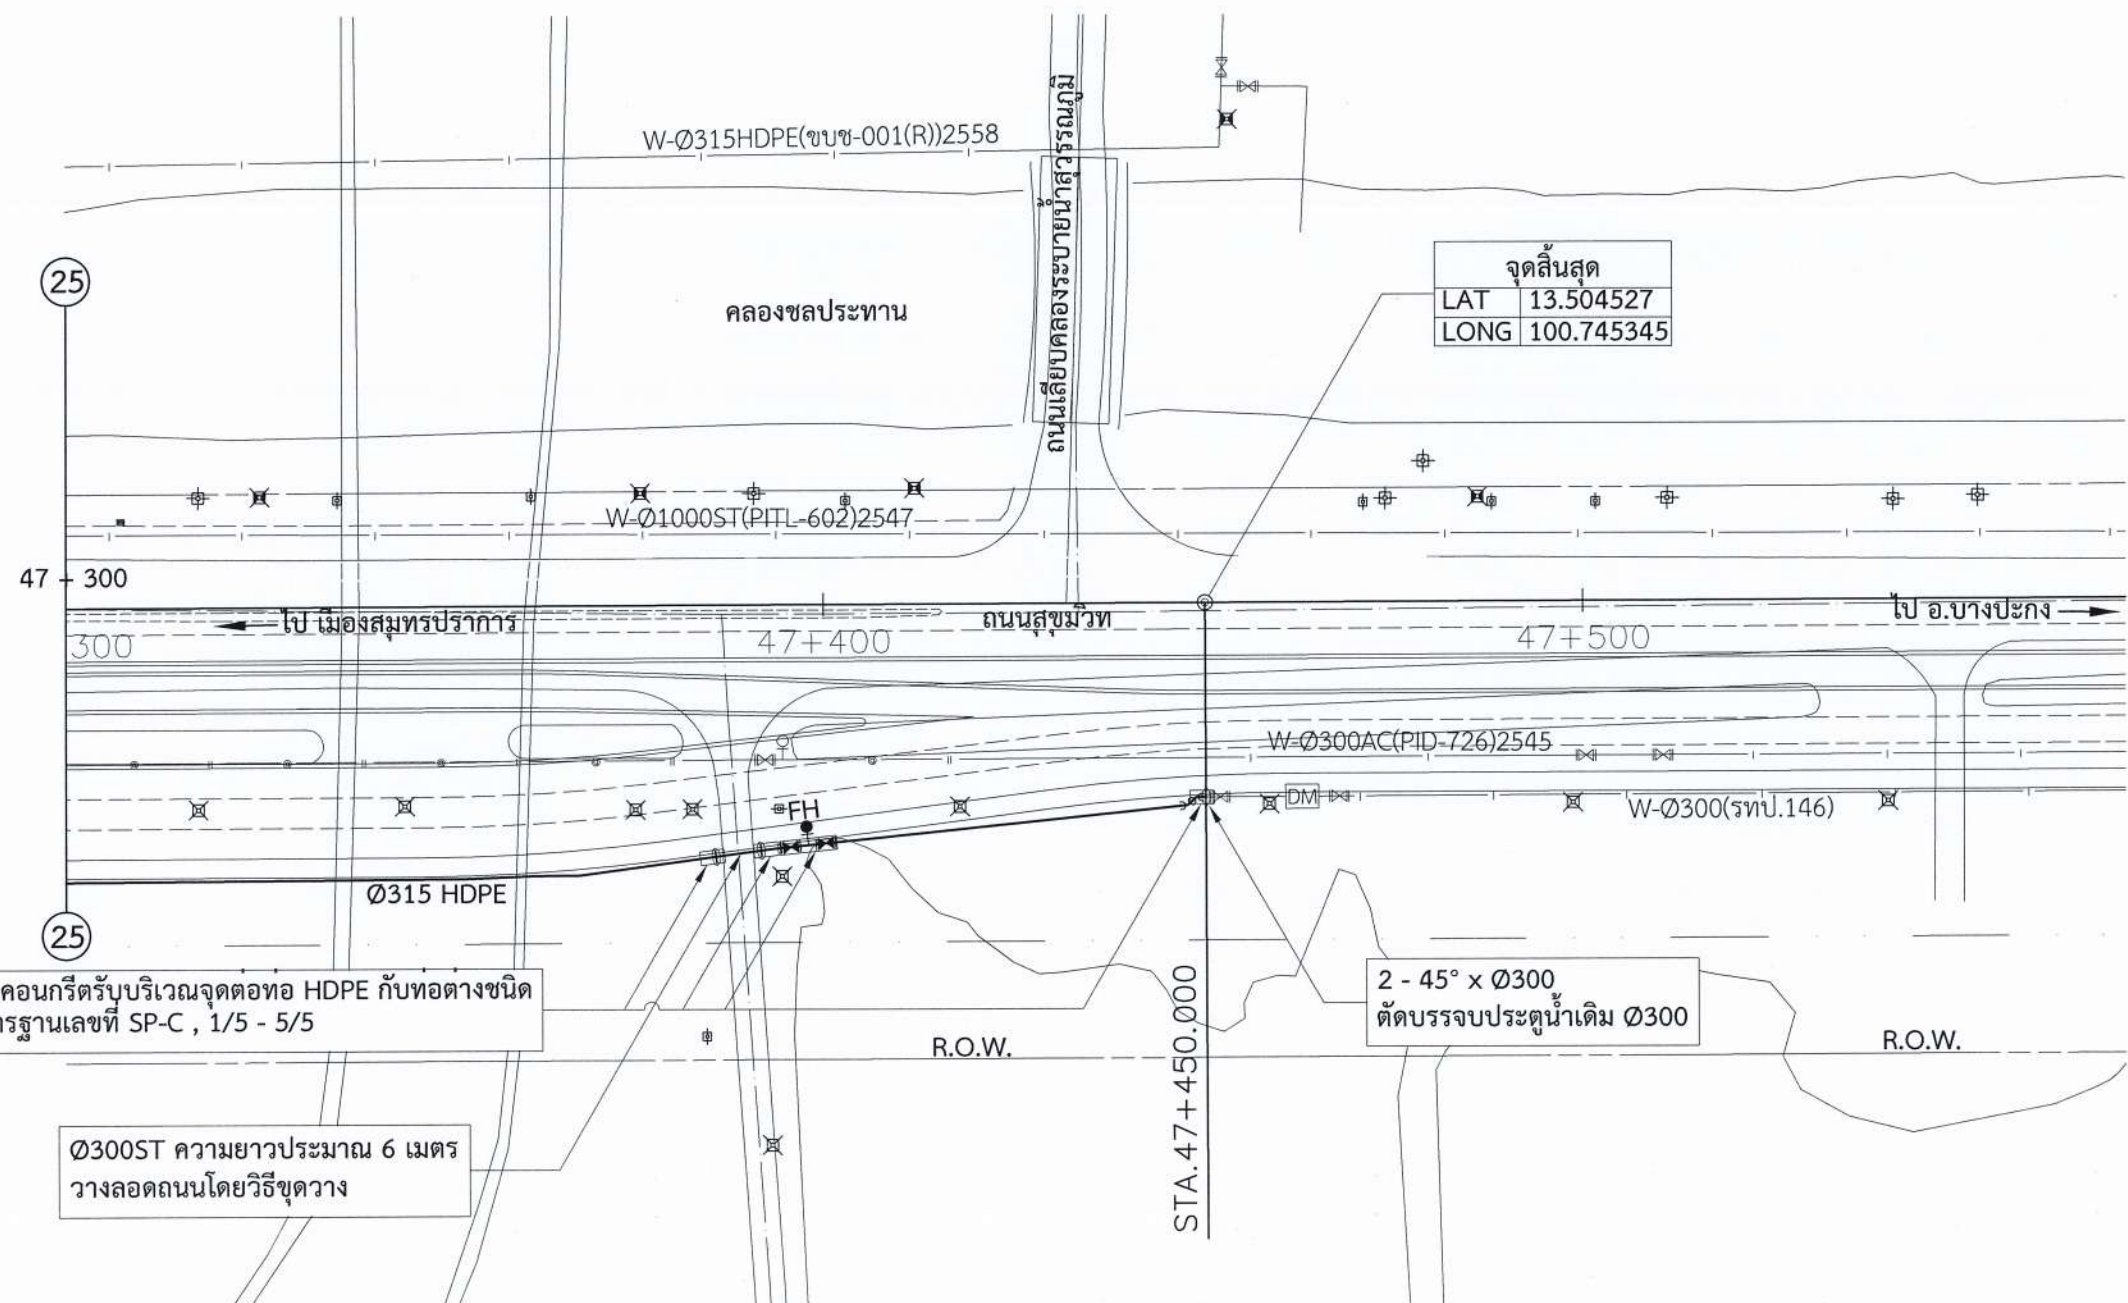 W-Ø315HDPE(ขบช-001(R))2558
ถนนเลียบคลองระบายน้ำสุวรรณภูมิ
25
คลองชลประทาน
จุดสิ้นสุด
LAT 13.504527
LONG 100.745345
W-Ø1000ST(PITL-602)2547
47 + 300
ไป เมืองสมุทรปราการ
ถนนสุขุมวิท
ไป อ.บางปะกง
300
47+400
47+500
W-Ø300AC(PID-726)2545
FH
DM
W-Ø300(รทป.146)
Ø315 HDPE
25
คอนกรีตรับบริเวณจุดต่อท่อ HDPE กับท่อต่างชนิด
รฐานเลขที่ SP-C , 1/5 - 5/5
2 - 45° x Ø300
ตัดบรรจบประตูน้ำเดิม Ø300
R.O.W.
R.O.W.
STA.47+450.000
Ø300ST ความยาวประมาณ 6 เมตร
วางลอดถนนโดยวิธีขุดวาง